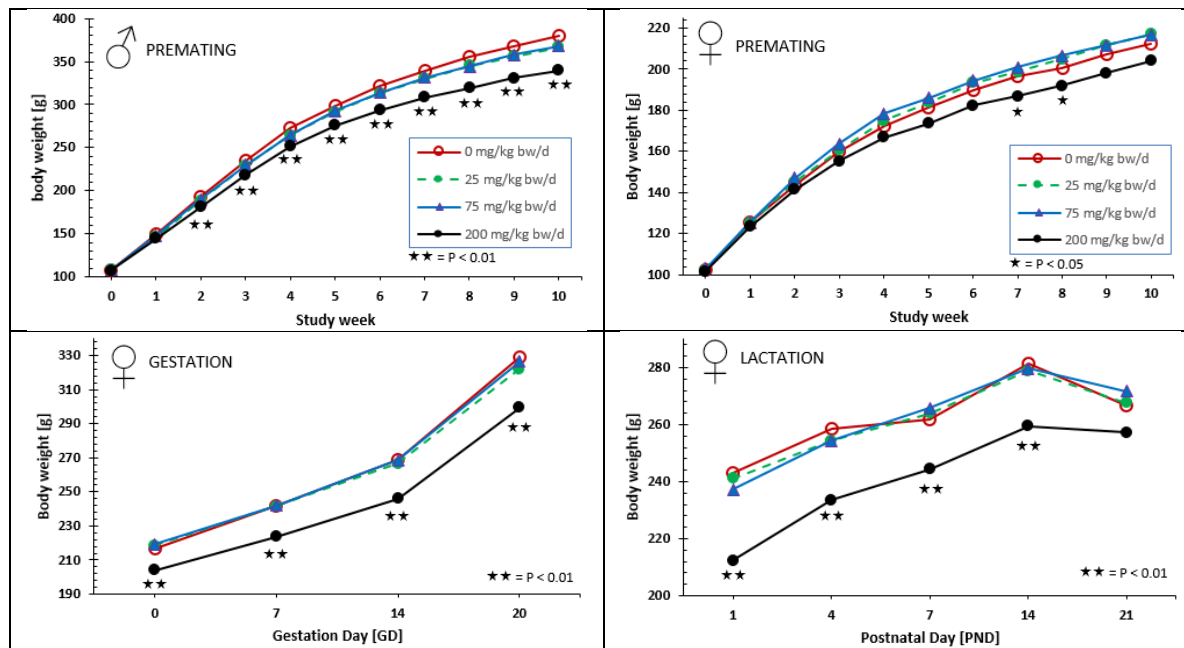 ♂ PREMATING
body weight [g]
400
350
300
250
200
150
100
0 1 2 3 4 5 6 7 8 9 10
Study week
0 mg/kg bw/d
25 mg/kg bw/d
75 mg/kg bw/d
200 mg/kg bw/d
★★ = P < 0.01
★★ ★★ ★★ ★★ ★★ ★★ ★★ ★★ ★★
♀ PREMATING
Body weight [g]
220
200
180
160
140
120
100
0 1 2 3 4 5 6 7 8 9 10
Study week
0 mg/kg bw/d
25 mg/kg bw/d
75 mg/kg bw/d
200 mg/kg bw/d
★ = P < 0.05
★ ★
♀ GESTATION
Body weight [g]
330
310
290
270
250
230
210
190
0 7 14 20
Gestation Day [GD]
★★ ★★ ★★ ★★
★★ = P < 0.01
♀ LACTATION
Body weight [g]
280
260
240
220
200
1 4 7 14 21
Postnatal Day [PND]
★★ ★★ ★★ ★★
★★ = P < 0.01